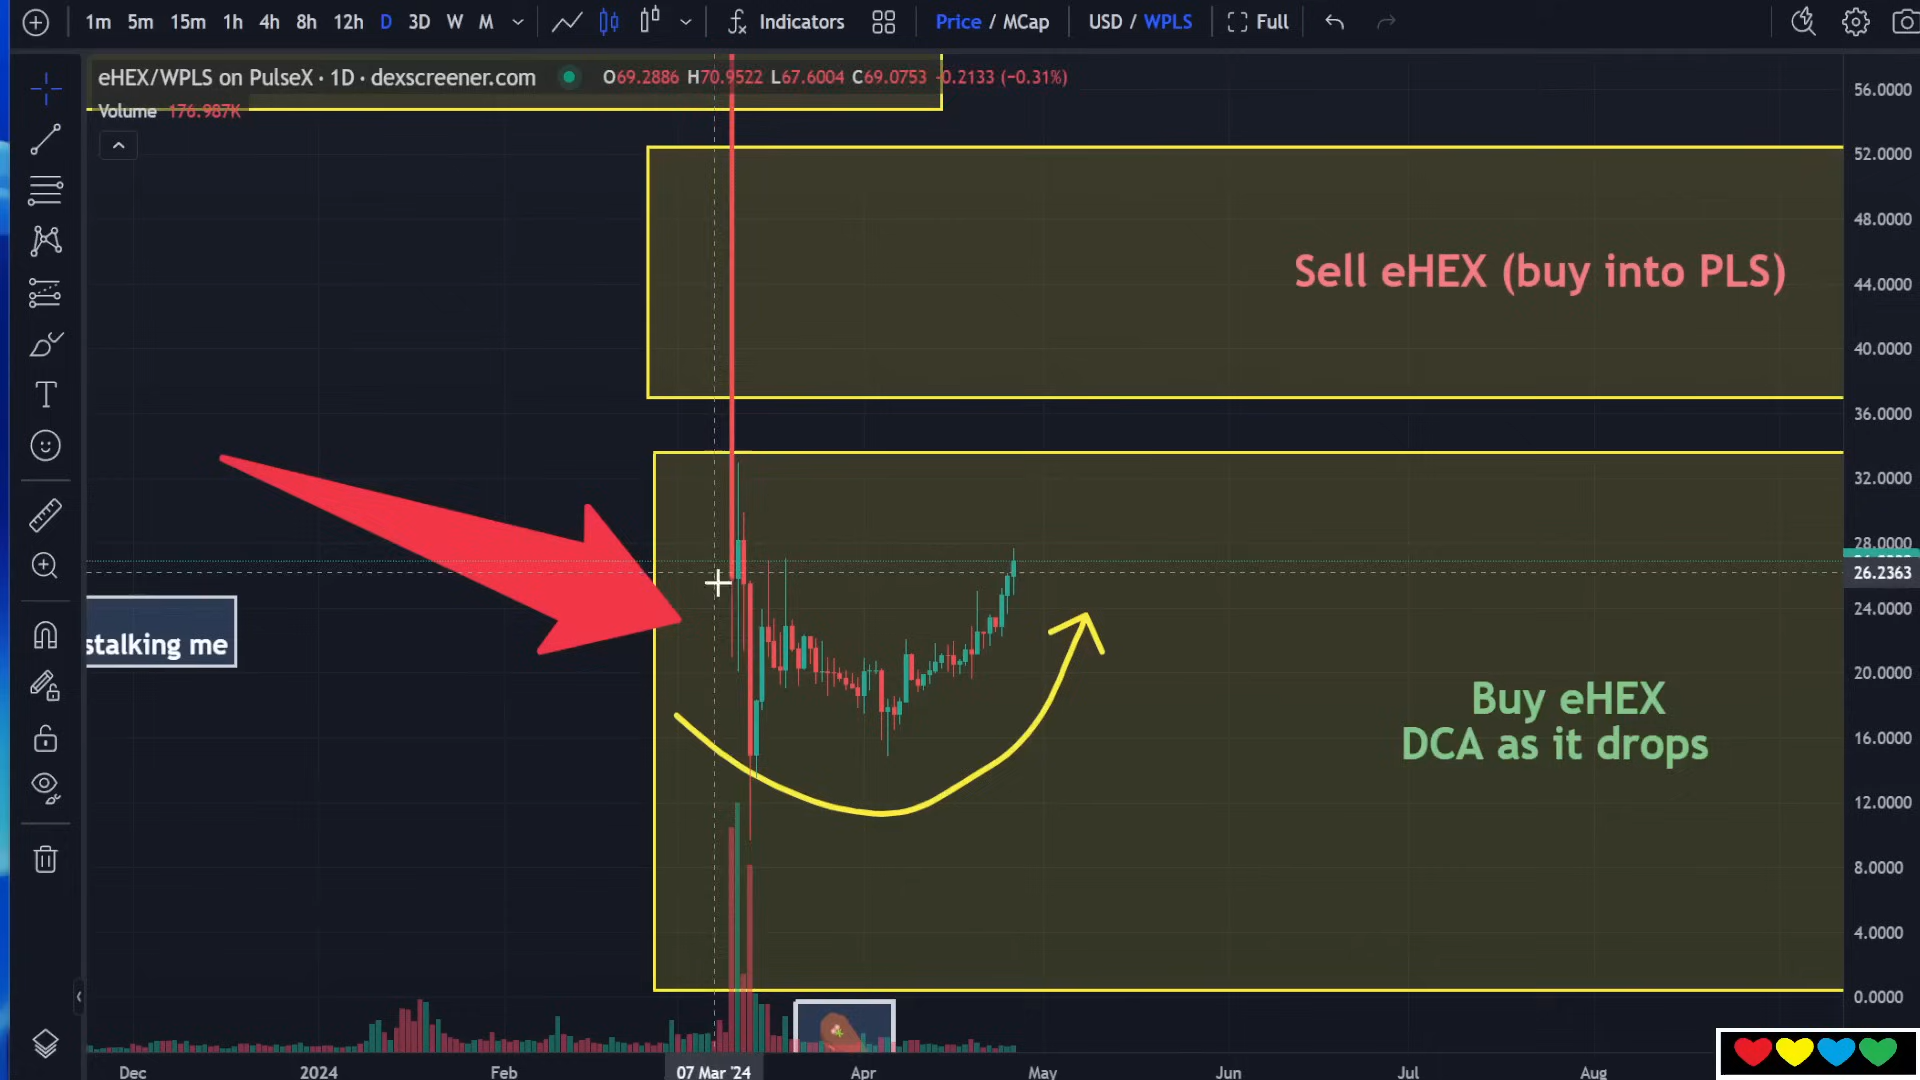 1m 5m 15m 1h 4h 8h 12h D 3D W M Indicators Price / MCap USD / WPLS Full
eHEX/WPLS on PulseX · 1D · dexscreener.com O69.2886 H70.9522 L67.6004 C69.0753 -0.2133 (−0.31%)
Volume 176.987K
56.0000
52.0000
48.0000
Sell eHEX (buy into PLS)
44.0000
40.0000
36.0000
32.0000
28.0000
26.2363
24.0000
stalking me
20.0000
Buy eHEX
DCA as it drops
16.0000
12.0000
8.0000
4.0000
0.0000
Dec 2024 Feb 07 Mar '24 Apr May Jun Jul Aug